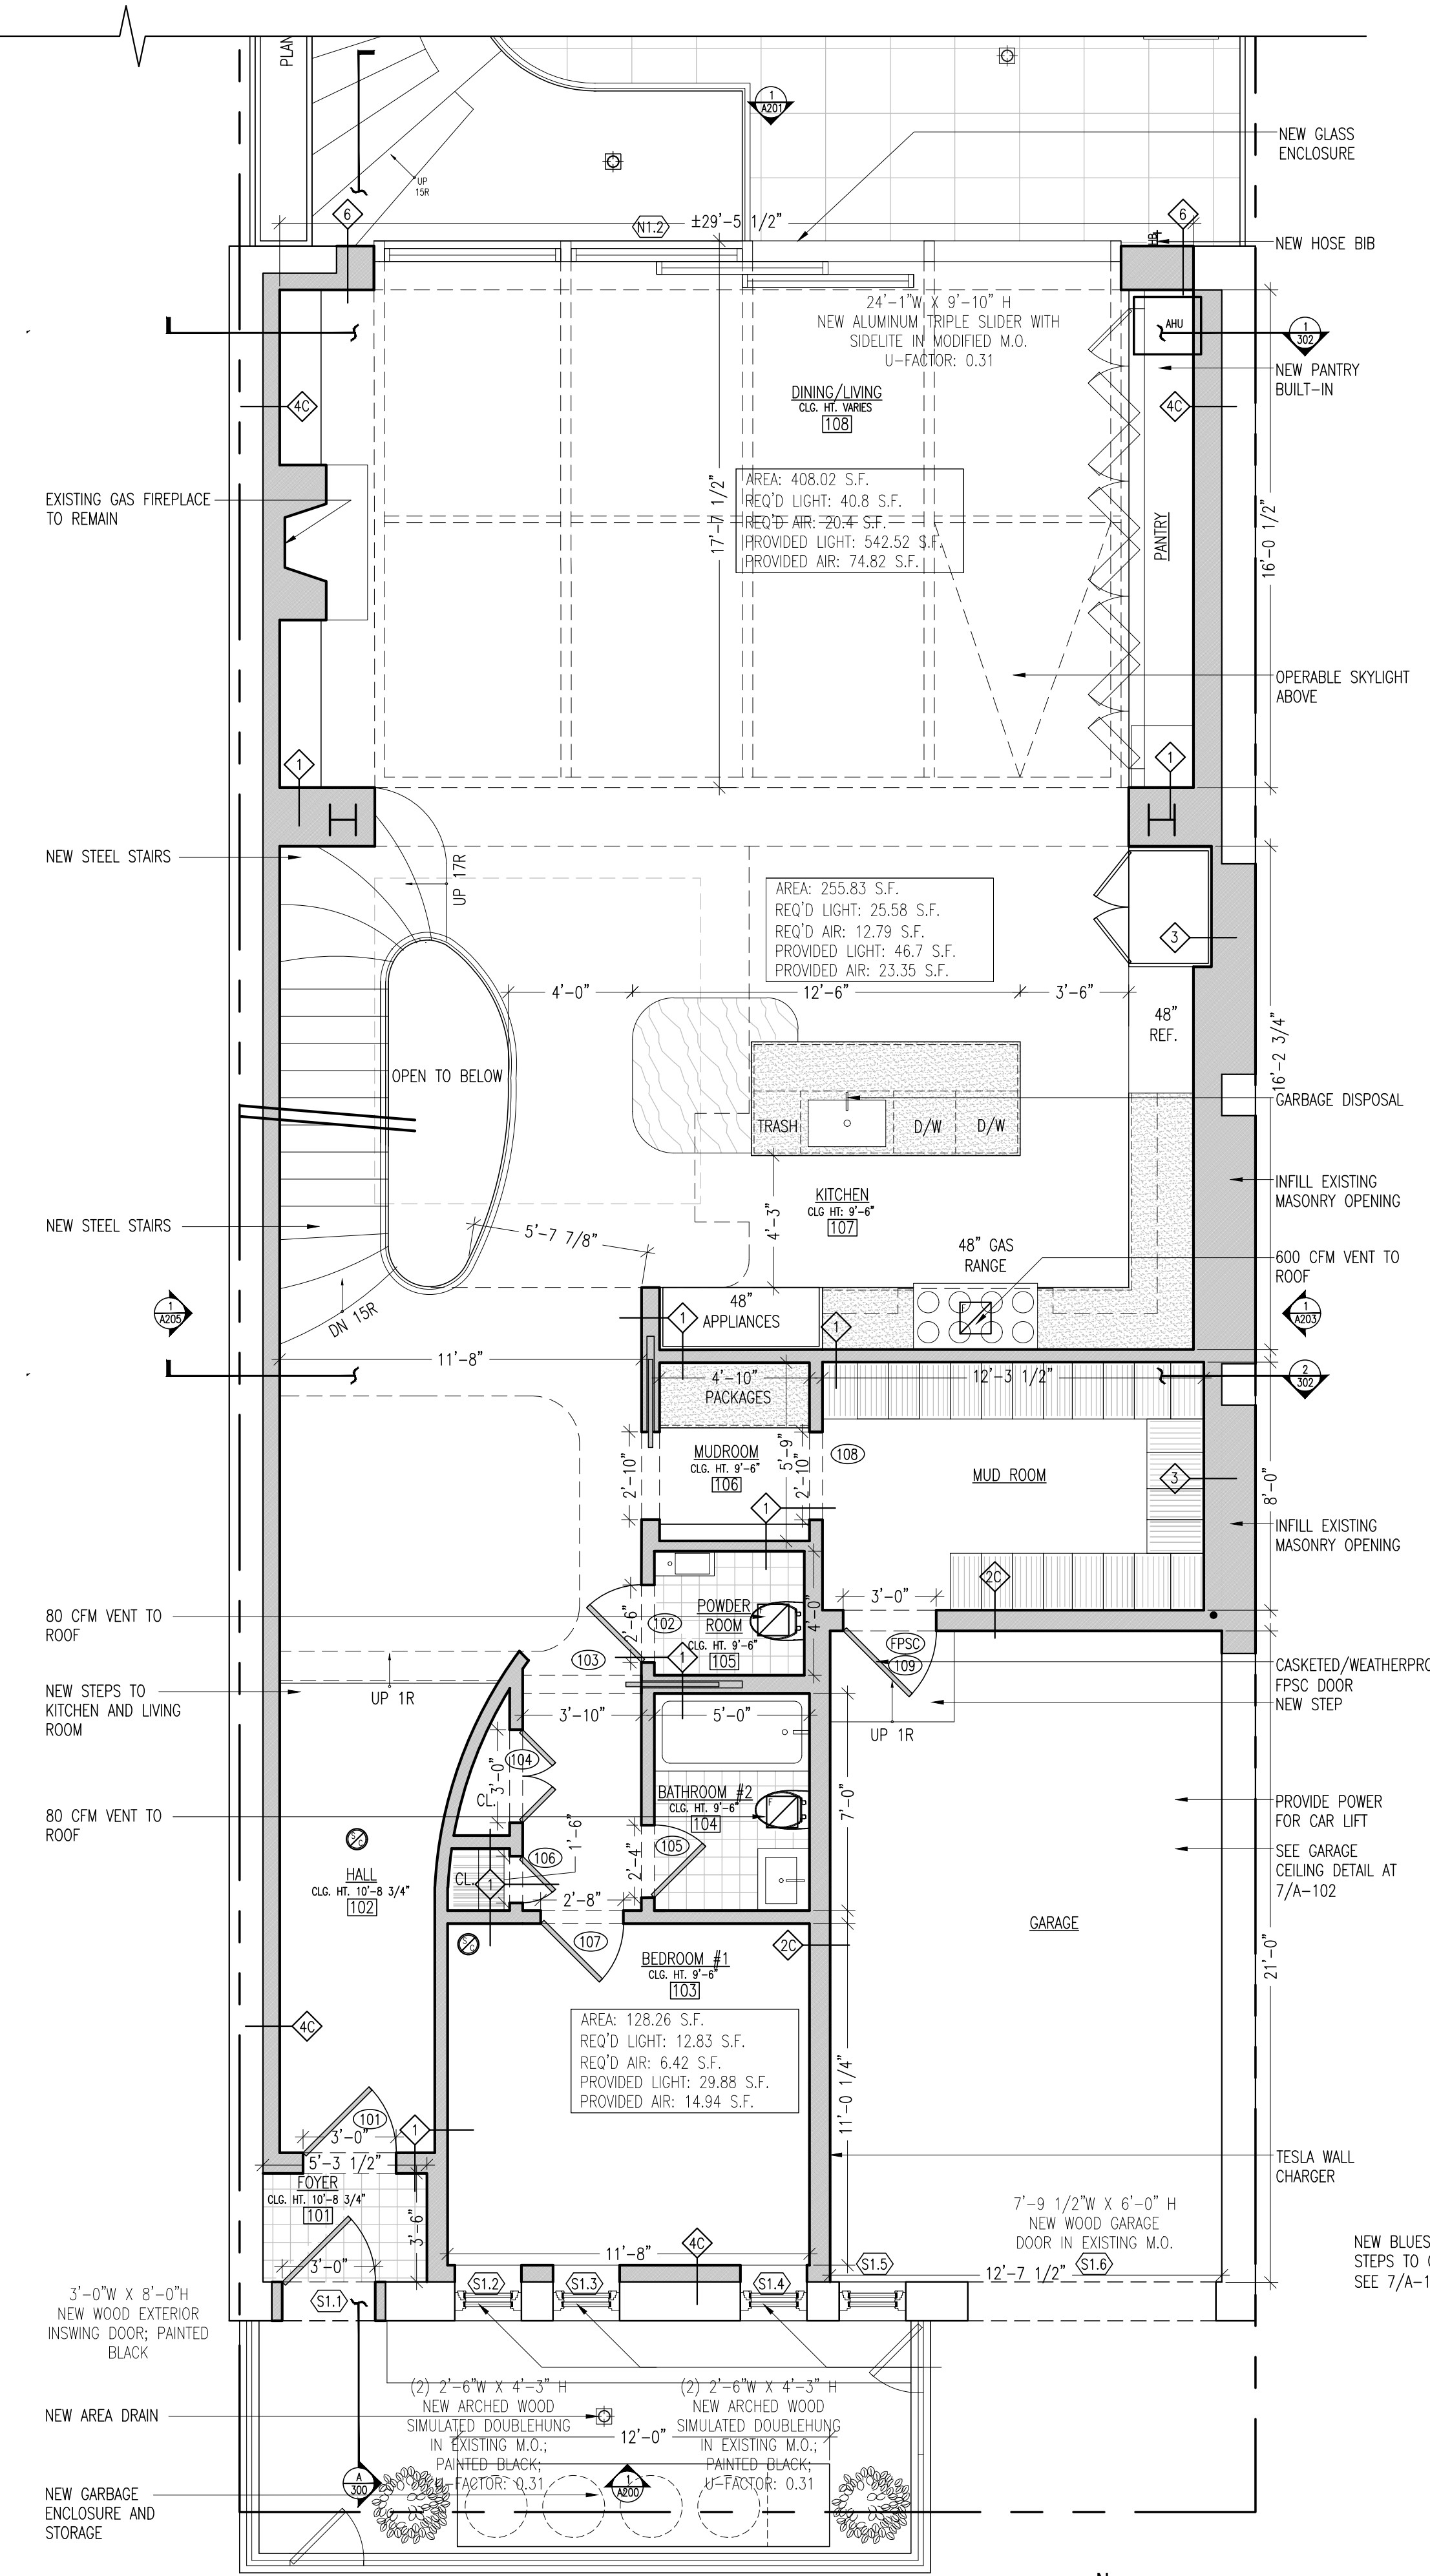 PLAN
1
A201
UP
15R
NEW GLASS
ENCLOSURE
6
N1.2
±29'-5 1/2"
6
HB
NEW HOSE BIB
24'-1"W X 9'-10" H
NEW ALUMINUM TRIPLE SLIDER WITH
SIDELITE IN MODIFIED M.O.
U-FACTOR: 0.31
AHU
1
302
NEW PANTRY
BUILT-IN
DINING/LIVING
CLG. HT. VARIES
108
4C
4C
AREA: 408.02 S.F.
REQ'D LIGHT: 40.8 S.F.
REQ'D AIR: 20.4 S.F.
PROVIDED LIGHT: 542.52 S.F.
PROVIDED AIR: 74.82 S.F.
17'-7 1/2"
PANTRY
16'-0 1/2"
EXISTING GAS FIREPLACE
TO REMAIN
OPERABLE SKYLIGHT
ABOVE
1
1
NEW STEEL STAIRS
UP 17R
AREA: 255.83 S.F.
REQ'D LIGHT: 25.58 S.F.
REQ'D AIR: 12.79 S.F.
PROVIDED LIGHT: 46.7 S.F.
PROVIDED AIR: 23.35 S.F.
3
4'-0"
12'-6"
3'-6"
48"
REF.
16'-2 3/4"
OPEN TO BELOW
GARBAGE DISPOSAL
TRASH
D/W
D/W
INFILL EXISTING
MASONRY OPENING
KITCHEN
CLG HT: 9'-6"
107
4'-3"
NEW STEEL STAIRS
5'-7 7/8"
48" GAS
RANGE
600 CFM VENT TO
ROOF
F
DN 15R
1
A205
48"
APPLIANCES
1
1
1
A203
11'-8"
4'-10"
PACKAGES
12'-3 1/2"
2
302
MUDROOM
CLG. HT. 9'-6"
106
5'-9"
2'-10"
2'-10"
108
MUD ROOM
3
8'-0"
1
INFILL EXISTING
MASONRY OPENING
2C
3'-0"
80 CFM VENT TO
ROOF
2'-6"
102
POWDER
ROOM
CLG. HT. 9'-6"
105
F
4'-0"
1
FPSC
109
103
CASKETED/WEATHERPRO
FPSC DOOR
NEW STEP
NEW STEPS TO
KITCHEN AND LIVING
ROOM
UP 1R
UP 1R
3'-10"
5'-0"
104
3'-0"
CL.
BATHROOM #2
CLG. HT. 9'-6"
104
F
7'-0"
PROVIDE POWER
FOR CAR LIFT
80 CFM VENT TO
ROOF
SEE GARAGE
CEILING DETAIL AT
7/A-102
S/C
106
1'-6"
105
2'-4"
HALL
CLG. HT. 10'-8 3/4"
102
CL.
1
2'-8"
GARAGE
S/C
107
2C
BEDROOM #1
CLG. HT. 9'-6"
103
21'-0"
AREA: 128.26 S.F.
REQ'D LIGHT: 12.83 S.F.
REQ'D AIR: 6.42 S.F.
PROVIDED LIGHT: 29.88 S.F.
PROVIDED AIR: 14.94 S.F.
4C
11'-0 1/4"
101
3'-0"
1
5'-3 1/2"
FOYER
CLG. HT. 10'-8 3/4"
101
3'-6"
TESLA WALL
CHARGER
7'-9 1/2"W X 6'-0" H
NEW WOOD GARAGE
DOOR IN EXISTING M.O.
3'-0"
11'-8"
4C
S1.5
S1.6
12'-7 1/2"
NEW BLUES
STEPS TO
SEE 7/A-1
S1.1
S1.2
S1.3
S1.4
3'-0"W X 8'-0"H
NEW WOOD EXTERIOR
INSWING DOOR; PAINTED
BLACK
(2) 2'-6"W X 4'-3" H
NEW ARCHED WOOD
SIMULATED DOUBLEHUNG
IN EXISTING M.O.;
PAINTED BLACK;
U-FACTOR: 0.31
(2) 2'-6"W X 4'-3" H
NEW ARCHED WOOD
SIMULATED DOUBLEHUNG
IN EXISTING M.O.;
PAINTED BLACK;
U-FACTOR: 0.31
NEW AREA DRAIN
12'-0"
A
300
1
A200
NEW GARBAGE
ENCLOSURE AND
STORAGE